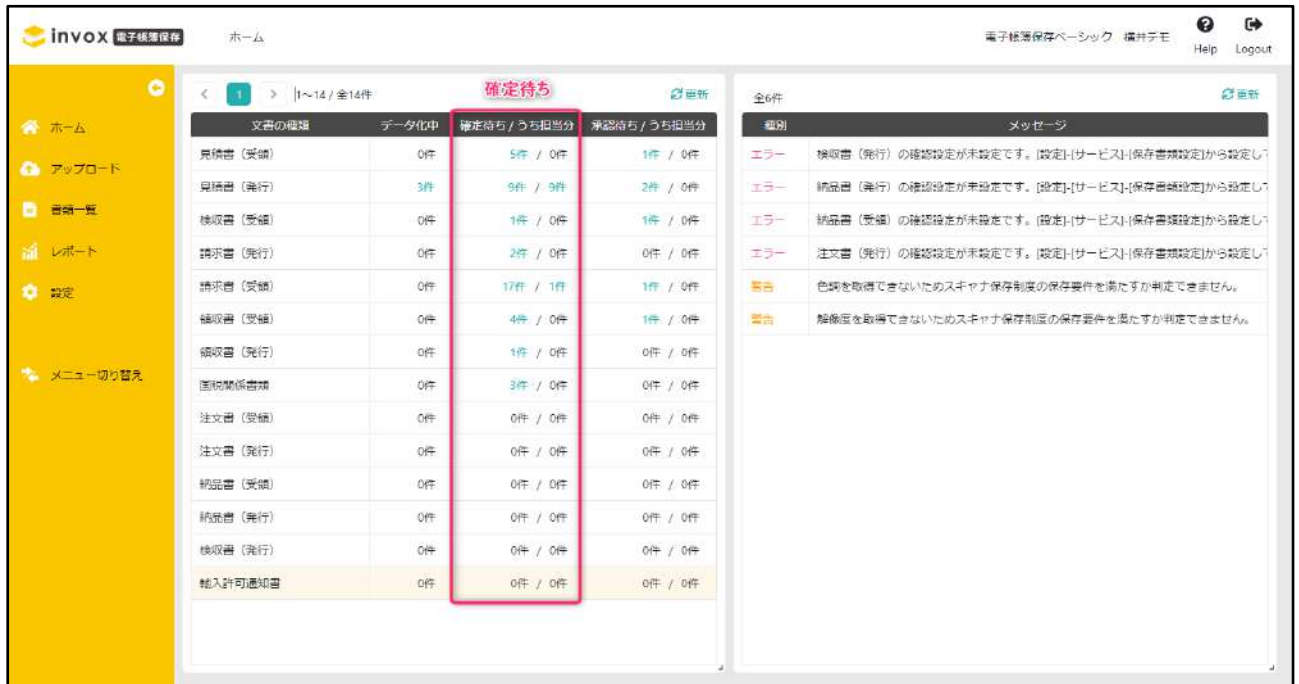 invox 電子帳簿保存
ホーム
電子帳簿保存ベーシック 横井デモ
Help
Logout
ホーム
アップロード
書類一覧
レポート
設定
メニュー切り替え
< 1 > 1～14 / 全14件
確定待ち
更新
文書の種類 データ化中 確定待ち / うち担当分 承認待ち / うち担当分
見積書（受領） 0件 5件 / 0件 1件 / 0件
見積書（発行） 3件 9件 / 9件 2件 / 0件
検収書（受領） 0件 1件 / 0件 1件 / 0件
請求書（発行） 0件 2件 / 0件 0件 / 0件
請求書（受領） 0件 17件 / 1件 1件 / 0件
領収書（受領） 0件 4件 / 0件 1件 / 0件
領収書（発行） 0件 1件 / 0件 0件 / 0件
国税関係書類 0件 3件 / 0件 0件 / 0件
注文書（受領） 0件 0件 / 0件 0件 / 0件
注文書（発行） 0件 0件 / 0件 0件 / 0件
納品書（受領） 0件 0件 / 0件 0件 / 0件
納品書（発行） 0件 0件 / 0件 0件 / 0件
検収書（発行） 0件 0件 / 0件 0件 / 0件
輸入許可通知書 0件 0件 / 0件 0件 / 0件
全6件
更新
種別 メッセージ
エラー 検収書（発行）の確認設定が未設定です。[設定]-[サービス]-[保存書類設定]から設定して
エラー 納品書（発行）の確認設定が未設定です。[設定]-[サービス]-[保存書類設定]から設定して
エラー 納品書（受領）の確認設定が未設定です。[設定]-[サービス]-[保存書類設定]から設定して
エラー 注文書（発行）の確認設定が未設定です。[設定]-[サービス]-[保存書類設定]から設定して
警告 色調を取得できないためスキャナ保存制度の保存要件を満たすか判定できません。
警告 解像度を取得できないためスキャナ保存制度の保存要件を満たすか判定できません。